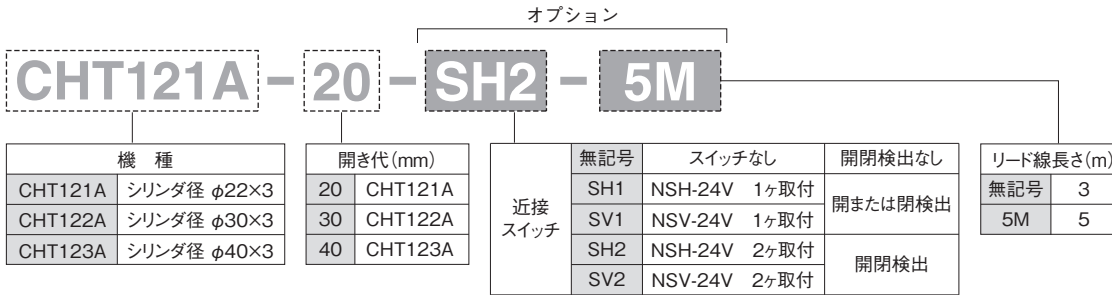 オプション
CHT121A - 20 - SH2 - 5M
機 種
CHT121A シリンダ径 φ22×3
CHT122A シリンダ径 φ30×3
CHT123A シリンダ径 φ40×3
開き代(mm)
20 CHT121A
30 CHT122A
40 CHT123A
近接
スイッチ
無記号 スイッチなし 開閉検出なし
SH1 NSH-24V 1ヶ取付
開または閉検出
SV1 NSV-24V 1ヶ取付
SH2 NSH-24V 2ヶ取付
開閉検出
SV2 NSV-24V 2ヶ取付
リード線長さ(m)
無記号 3
5M 5